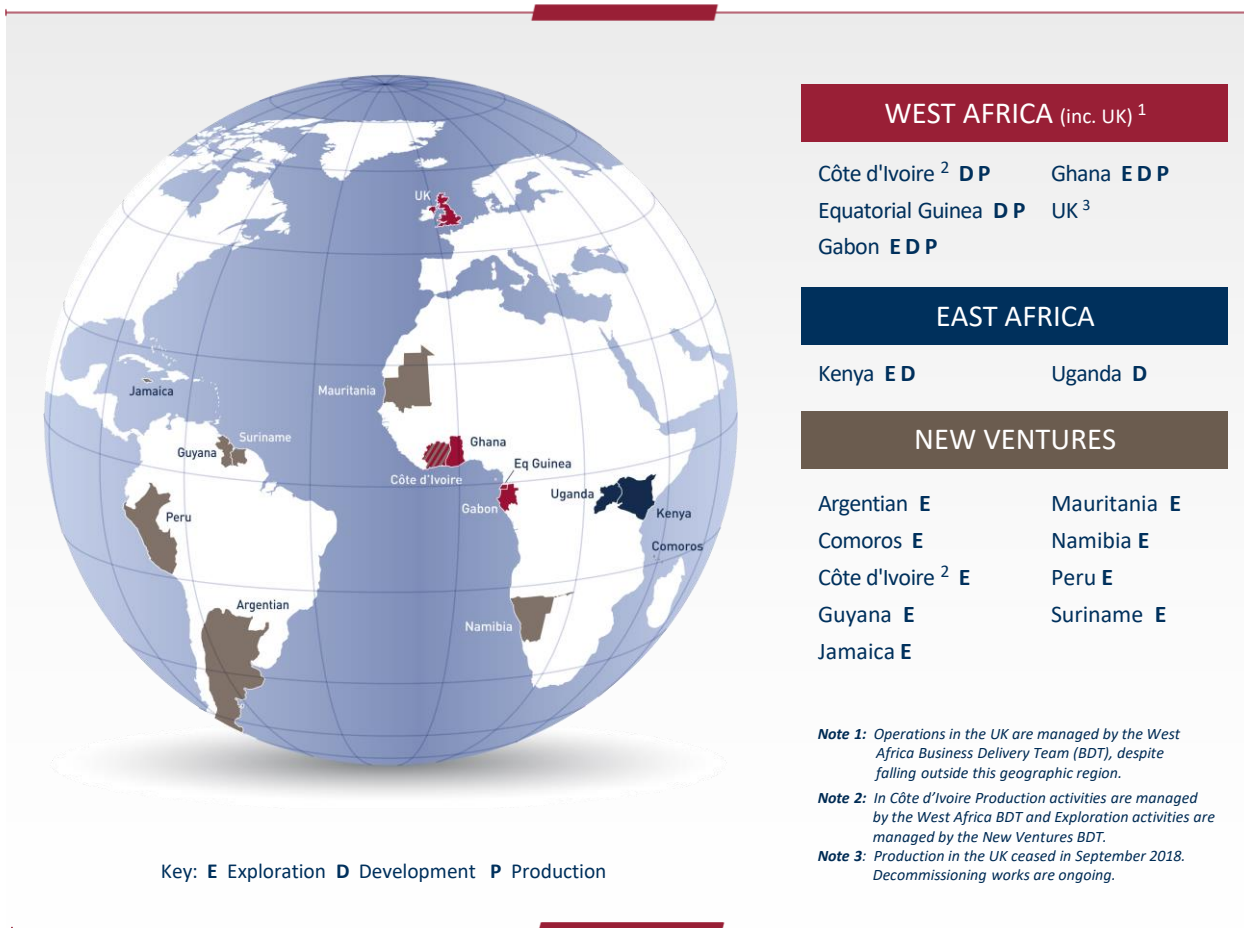 UK
Jamaica
Mauritania
Suriname
Guyana
Ghana
Côte d'Ivoire
Eq Guinea
Gabon
Uganda
Kenya
Peru
Comoros
Argentian
Namibia
Key: E Exploration D Development P Production
WEST AFRICA (inc. UK) 1
Côte d'Ivoire 2 D P
Ghana E D P
Equatorial Guinea D P
UK 3
Gabon E D P
EAST AFRICA
Kenya E D
Uganda D
NEW VENTURES
Argentian E
Mauritania E
Comoros E
Namibia E
Côte d'Ivoire 2 E
Peru E
Guyana E
Suriname E
Jamaica E
Note 1: Operations in the UK are managed by the West
Africa Business Delivery Team (BDT), despite
falling outside this geographic region.
Note 2: In Côte d'Ivoire Production activities are managed
by the West Africa BDT and Exploration activities are
managed by the New Ventures BDT.
Note 3: Production in the UK ceased in September 2018.
Decommissioning works are ongoing.